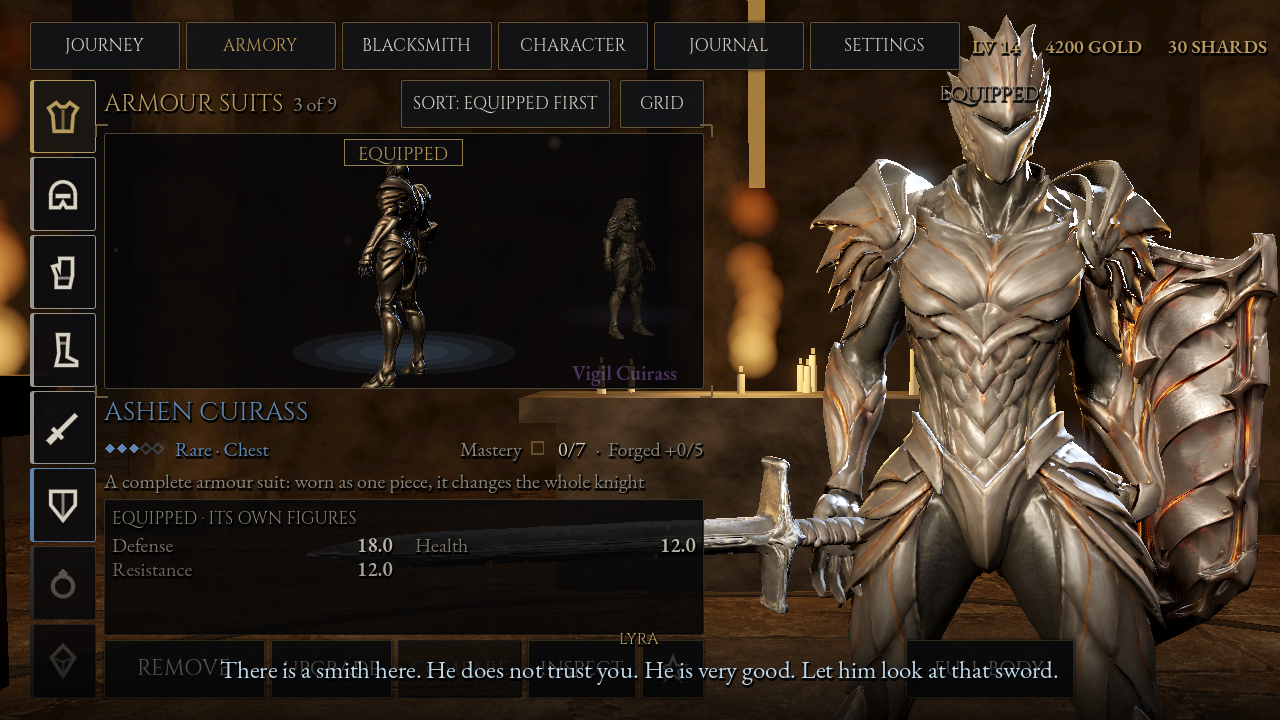 JOURNEY
ARMORY
BLACKSMITH
CHARACTER
JOURNAL
SETTINGS
LV 14
4200 GOLD
30 SHARDS
ARMOUR SUITS 3 of 9
SORT: EQUIPPED FIRST
GRID
EQUIPPED
EQUIPPED
Vigil Cuirass
ASHEN CUIRASS
Rare · Chest
Mastery 0/7 · Forged +0/5
A complete armour suit: worn as one piece, it changes the whole knight
EQUIPPED · ITS OWN FIGURES
Defense 18.0 Health 12.0
Resistance 12.0
LYRA
REMOVE
UPGRADE
INSPECT
FULL BODY
There is a smith here. He does not trust you. He is very good. Let him look at that sword.